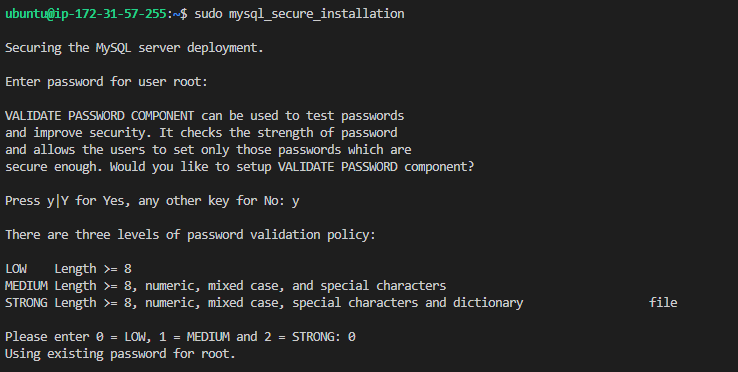 ubuntu@ip-172-31-57-255:~$ sudo mysql_secure_installation
Securing the MySQL server deployment.
Enter password for user root:
VALIDATE PASSWORD COMPONENT can be used to test passwords
and improve security. It checks the strength of password
and allows the users to set only those passwords which are
secure enough. Would you like to setup VALIDATE PASSWORD component?
Press y|Y for Yes, any other key for No: y
There are three levels of password validation policy:
LOW    Length >= 8
MEDIUM Length >= 8, numeric, mixed case, and special characters
STRONG Length >= 8, numeric, mixed case, special characters and dictionary                  file
Please enter 0 = LOW, 1 = MEDIUM and 2 = STRONG: 0
Using existing password for root.